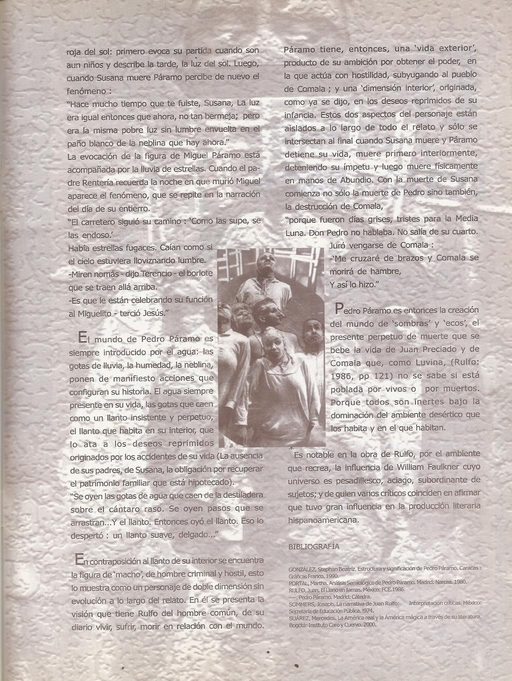 roja del sol: primero evoca su partida cuando son
aun niños y describe la tarde, la luz del sol. Luego,
cuando Susana muere Páramo percibe de nuevo el
fenómeno :
"Hace mucho tiempo que te fuiste, Susana, La luz
era igual entonces que ahora, no tan bermeja; pero
era la misma pobre luz sin lumbre envuelta en el
paño blanco de la neblina que hay ahora."
La evocación de la figura de Miguel Páramo está
acompañada por la lluvia de estrellas. Cuando el pa-
dre Rentería recuerda la noche en que murió Miguel
aparece el fenómeno, que se repite en la narración
del día de su entierro.
"El carretero siguió su camino : 'Como las supe, se
las endoso.'
Había estrellas fugaces. Caían como si
el cielo estuviera lloviznando lumbre.
-Miren nomás - dijo Terencio - el borlote
que se traen allá arriba.
-Es que le están celebrando su función
al Miguelito - terció Jesús."
El mundo de Pedro Páramo es
siempre introducido por el agua: las
gotas de lluvia, la humedad, la neblina,
ponen de manifiesto acciones que
configuran su historia. El agua siempre
presente en su vida, las gotas que caen
como un llanto insistente y perpetuo;
el llanto que habita en su interior, que
lo ata a los deseos reprimidos
originados por los accidentes de su vida (La ausencia
de sus padres, de Susana, la obligación por recuperar
el patrimonio familiar que está hipotecado).
"Se oyen las gotas de agua que caen de la destiladera
sobre el cántaro caso. Se oyen pasos que se
arrastran...Y el llanto. Entonces oyó el llanto. Eso lo
despertó : un llanto suave, delgado..."
En contraposición al llanto de su interior se encuentra
la figura de 'macho', de hombre criminal y hostil, esto
lo muestra como un personaje de doble dimensión sin
evolución a lo largo del relato. En él se presenta la
visión que tiene Rulfo del hombre común, de su
diario vivir, sufrir, morir en relación con el mundo.
Páramo tiene, entonces, una 'vida exterior',
producto de su ambición por obtener el poder, en
la que actúa con hostilidad, subyugando al pueblo
de Comala ; y una 'dimensión interior', originada,
como ya se dijo, en los deseos reprimidos de su
infancia. Estos dos aspectos del personaje están
aislados a lo largo de todo el relato y sólo se
intersectan al final cuando Susana muere y Páramo
detiene su vida, muere primero interiormente,
deteniendo su ímpetu y luego muere físicamente
en manos de Abundio. Con la muerte de Susana
comienza no sólo la muerte de Pedro sino también,
la destrucción de Comala,
"porque fueron días grises, tristes para la Media
Luna. Don Pedro no hablaba. No salía de su cuarto.
Juró vengarse de Comala :
-"Me cruzaré de brazos y Comala se
morirá de hambre,
Y así lo hizo."
Pedro Páramo es entonces la creación
del mundo de 'sombras' y 'ecos', el
presente perpetuo de muerte que se
bebe la vida de Juan Preciado y de
Comala que, como Luvina, (Rulfo;
1986, pp 121) no se sabe si está
poblada por vivos o por muertos.
Porque todos son inertes bajo la
dominación del ambiente desértico que
los habita y en el que habitan.
Es notable en la obra de Rulfo, por el ambiente
que recrea, la influencia de William Faulkner cuyo
universo es pesadillesco, aciago, subordinante de
sujetos; y de quien varios críticos coinciden en afirmar
que tuvo gran influencia en la producción literaria
hispanoamericana.
BIBLIOGRAFÍA
GONZALEZ, Stephan Beatriz. Estructura y significación de Pedro Páramo. Caracas :
Gráficas Franco, 1990.
PORTAL, Martha. Análisis Semiológico de Pedro Páramo. Madrid: Narcea. 1980.
RULFO, Juan. El Llano en llamas. México: FCE.1986.
--- Pedro Páramo. Madrid: Cátedra.
SOMMERS, Joseph. La narrativa de Juan Rulfo: Interpretación críticas. México:
Secretaría de Educación Pública. 1974.
SUÁREZ, Mercedes. La América real y la América mágica a través de su literatura.
Bogotá: Instituto Caro y Cuervo. 2000.